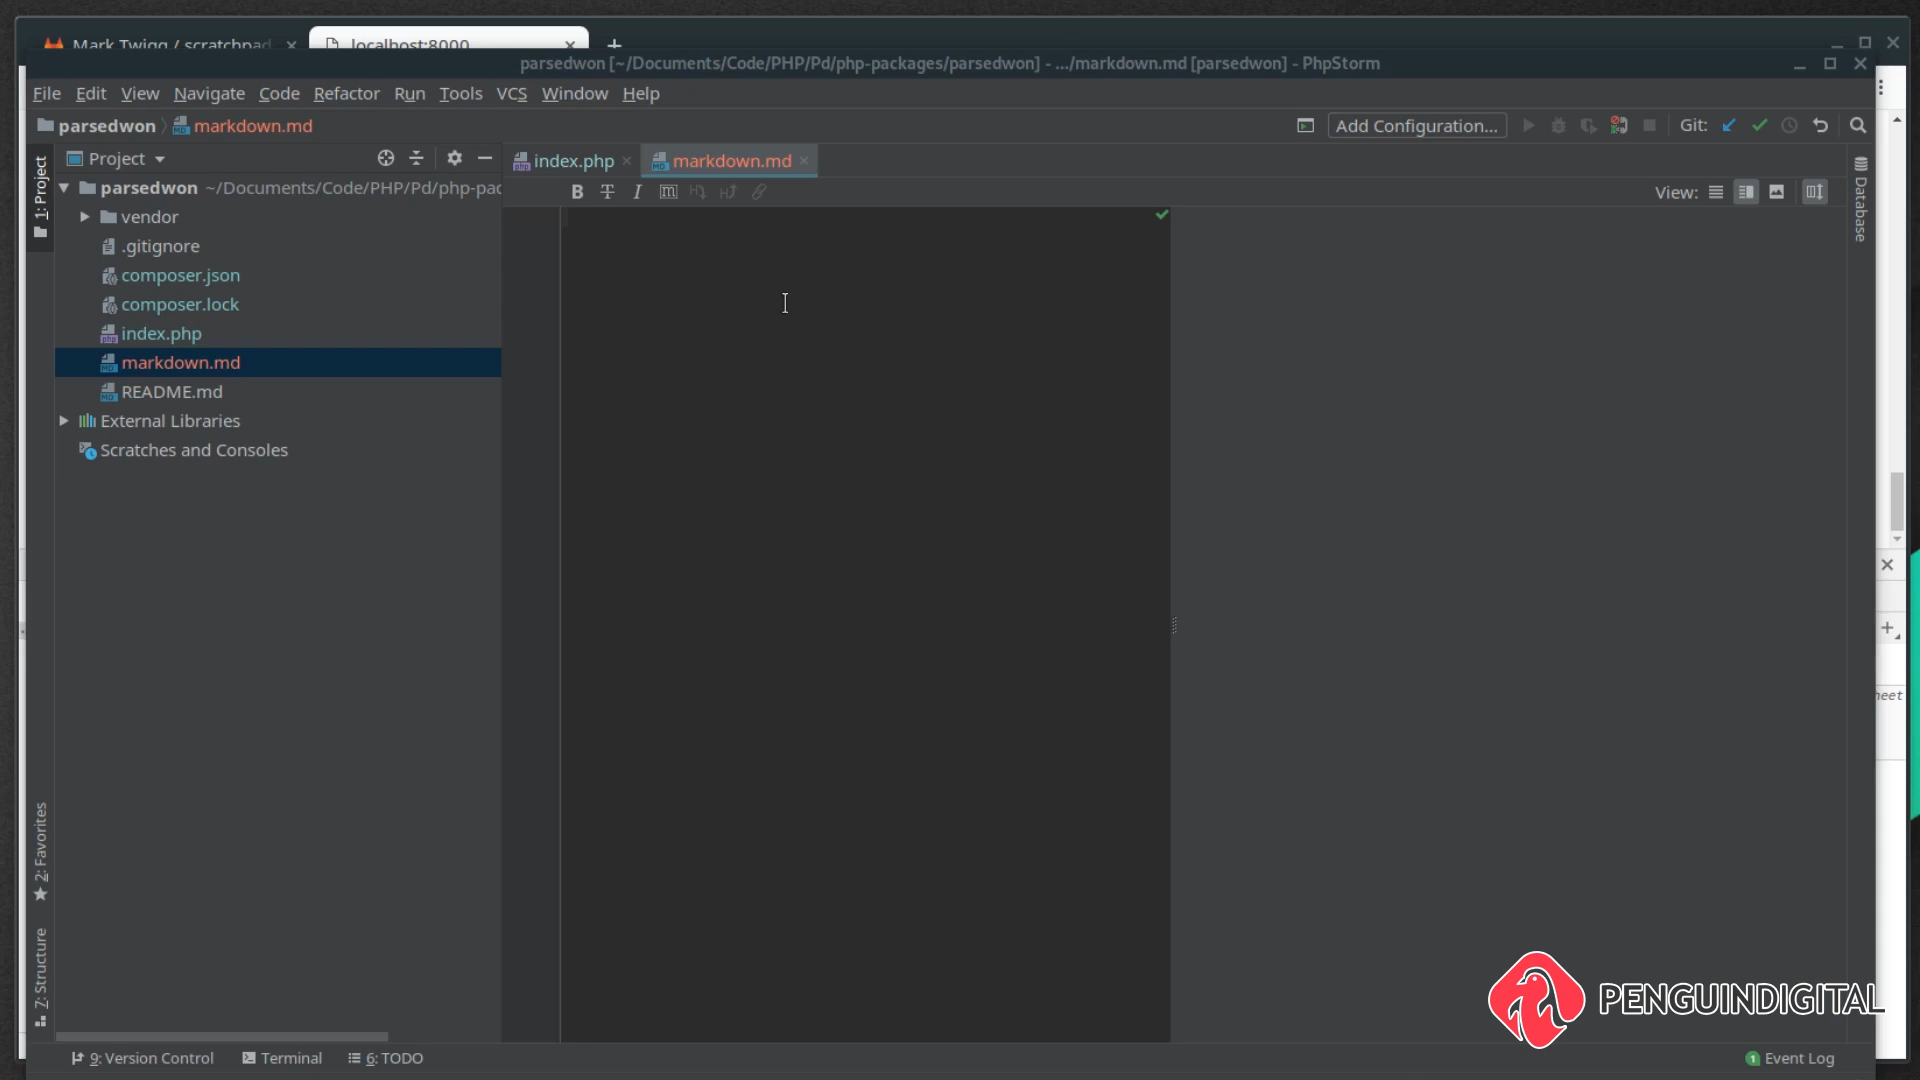 Mark Twigg / scratchpad
localhost:8000
parsedwon [~/Documents/Code/PHP/Pd/php-packages/parsedwon] - .../markdown.md [parsedwon] - PhpStorm
File Edit View Navigate Code Refactor Run Tools VCS Window Help
parsedwon markdown.md
Add Configuration... Git:
1: Project
Project
index.php markdown.md
View:
Database
parsedwon ~/Documents/Code/PHP/Pd/php-pac
vendor
.gitignore
composer.json
composer.lock
index.php
markdown.md
README.md
External Libraries
Scratches and Consoles
heet
2: Favorites
7: Structure
PENGUINDIGITAL
9: Version Control Terminal 6: TODO
1 Event Log